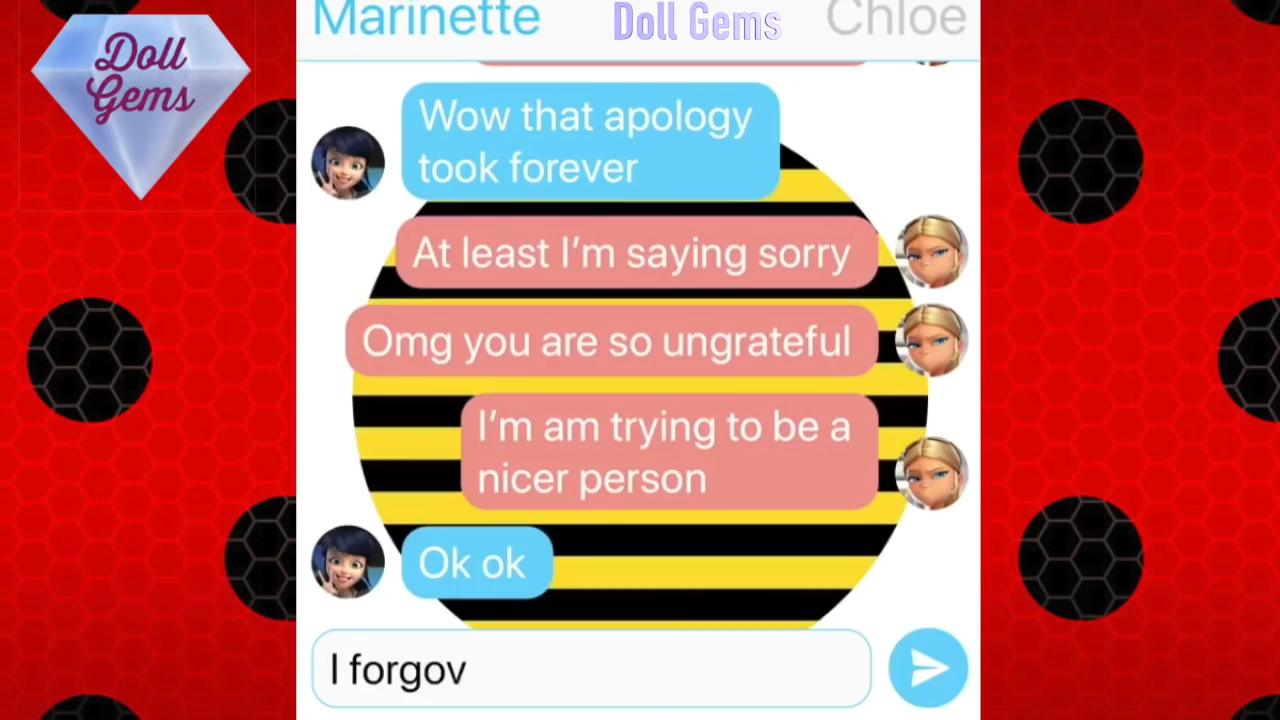 Doll
Gems
Marinette
Doll Gems
Chloe
Wow that apology
took forever
At least I'm saying sorry
Omg you are so ungrateful
I'm am trying to be a
nicer person
Ok ok
I forgov